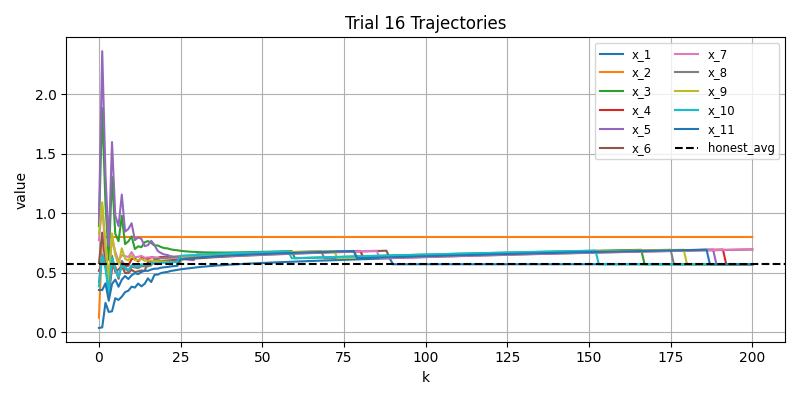 Trial 16 Trajectories
value
2.0
1.5
1.0
0.5
0.0
x_1
x_2
x_3
x_4
x_5
x_6
x_7
x_8
x_9
x_10
x_11
honest_avg
0
25
50
75
100
125
150
175
200
k